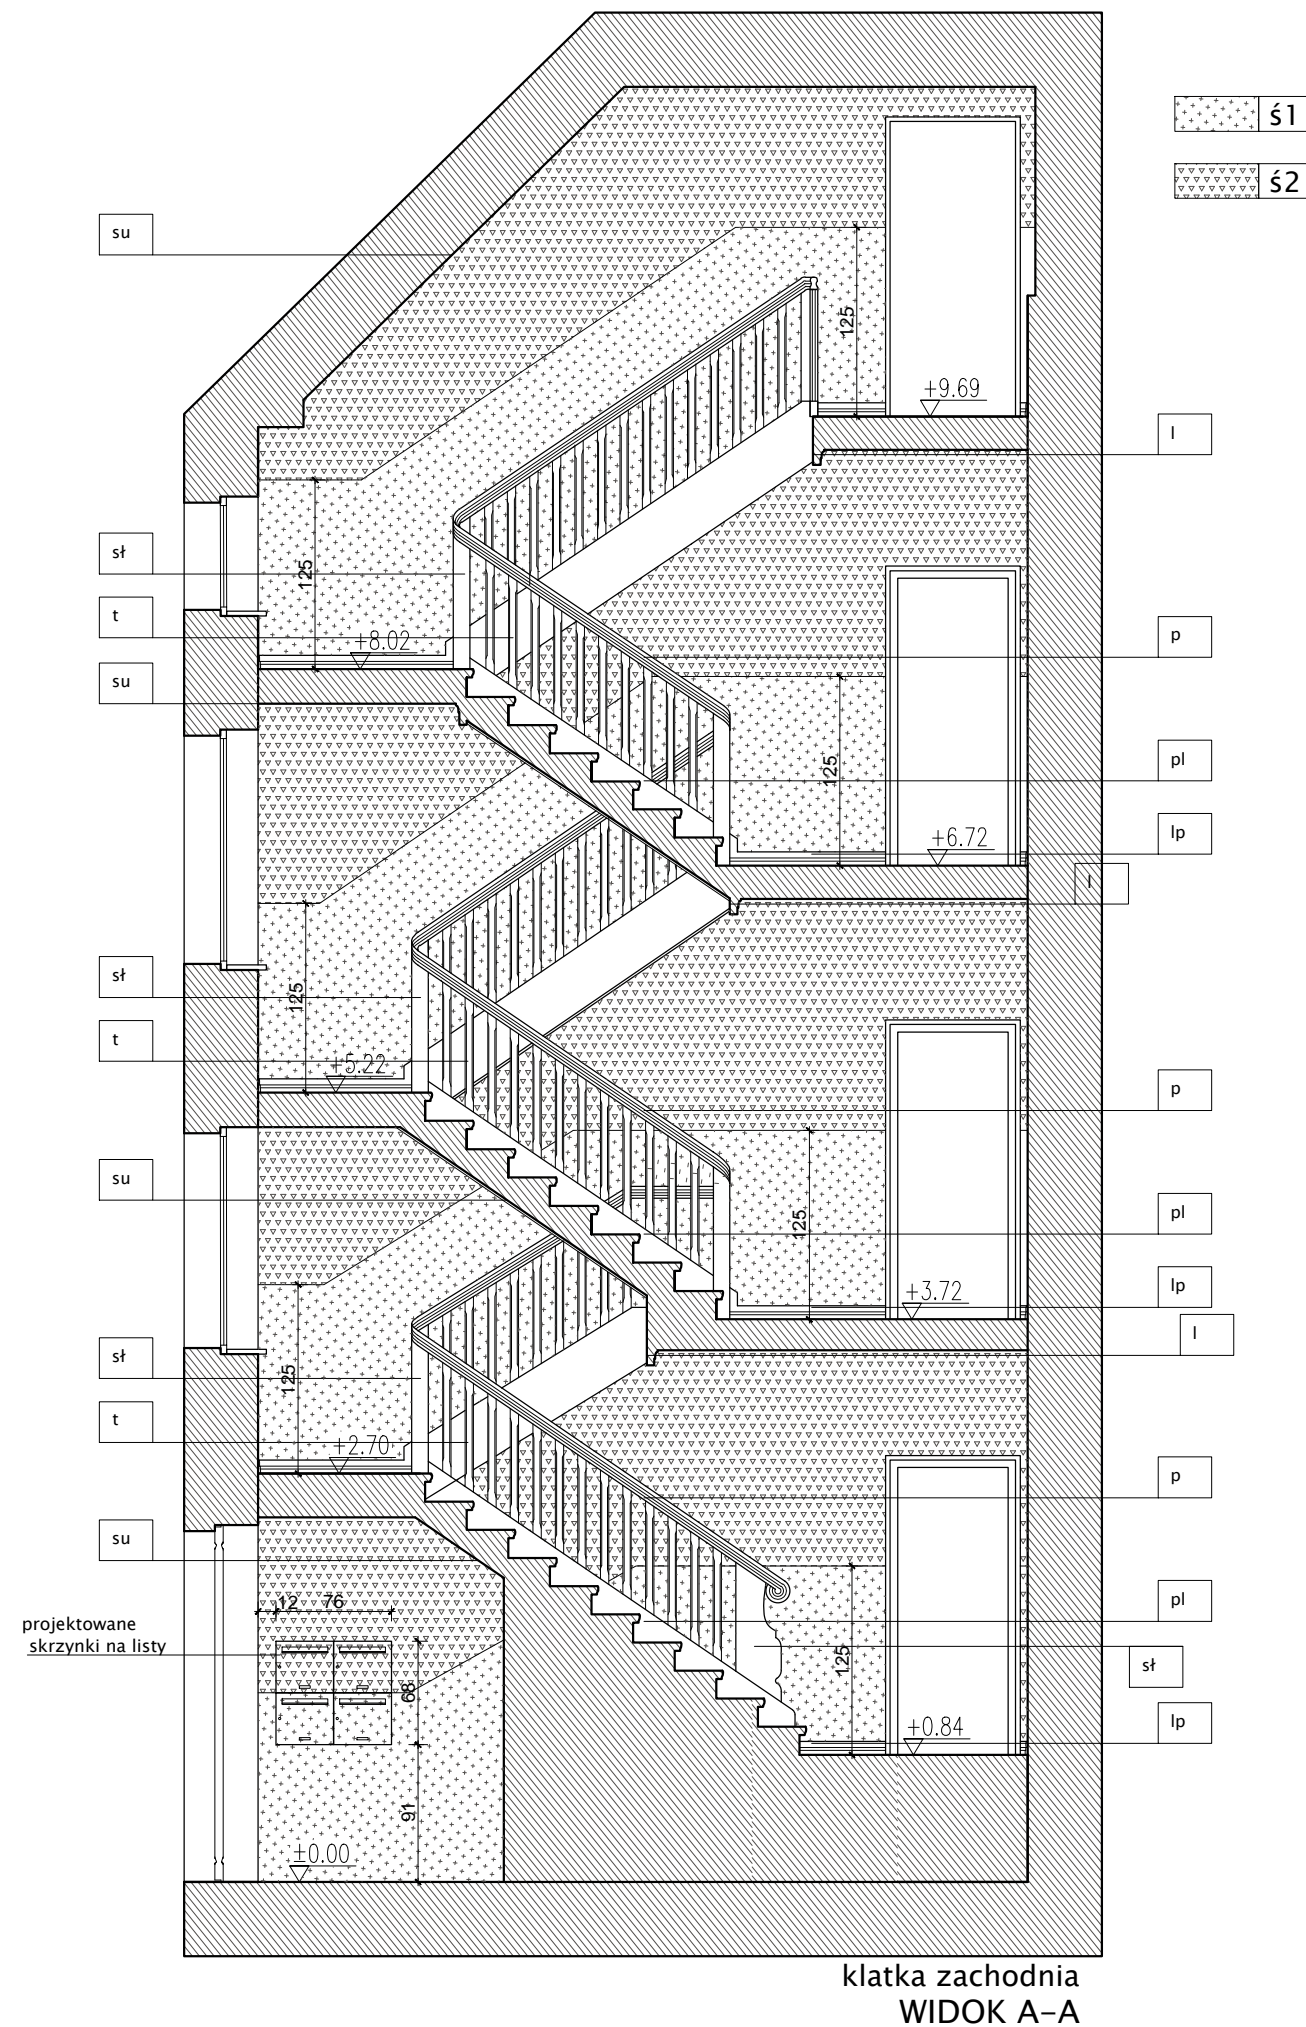 ś1
ś2
su
125
+9.69
l
sł
125
t
+8.02
p
su
125
pl
lp
+6.72
l
sł
125
t
+5.22
p
su
125
pl
lp
+3.72
l
sł
125
t
+2.70
p
su
12 76
pl
projektowane
skrzynki na listy
125
sł
68
lp
+0.84
91
±0.00
klatka zachodnia
WIDOK A–A